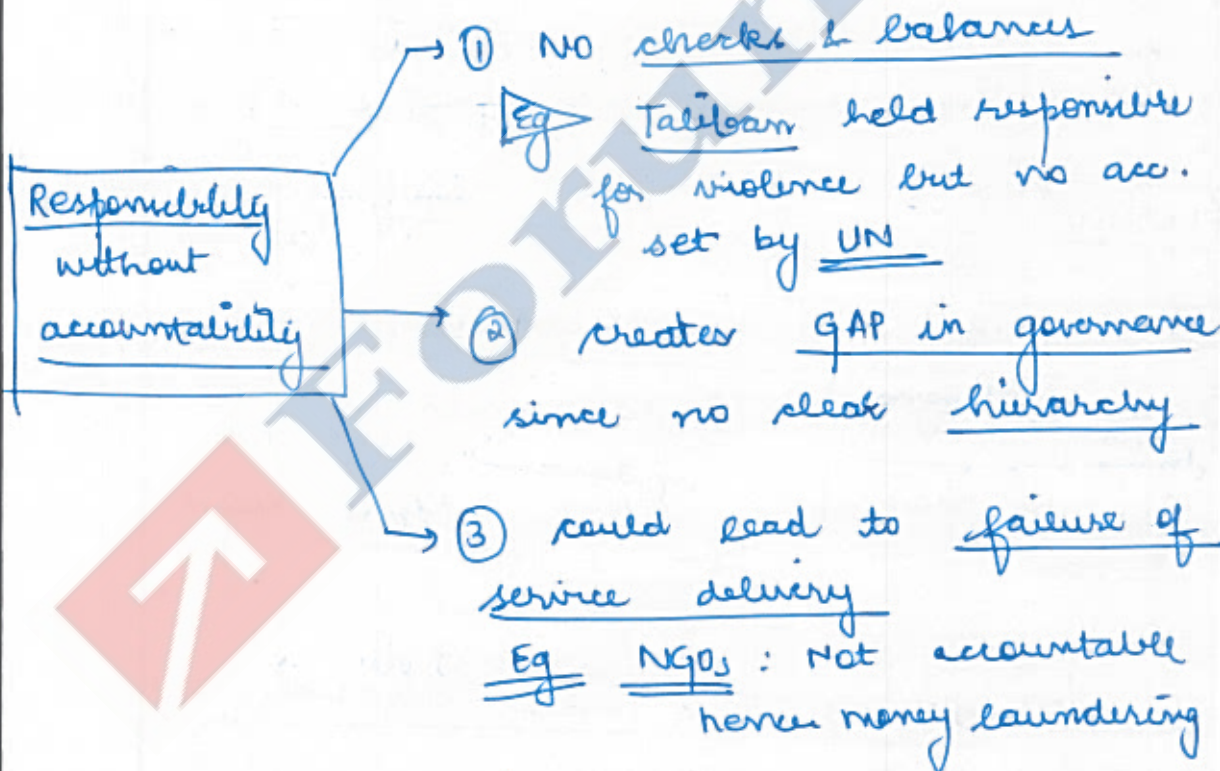 ① No checks & balances
Eg Taliban held responsible
for violence but no acc.
set by UN
Responsibility
without
accountability
② creates GAP in governance
since no clear hierarchy
③ could lead to failure of
service delivery
Eg NGOs : Not accountable
hence money laundering
Forum